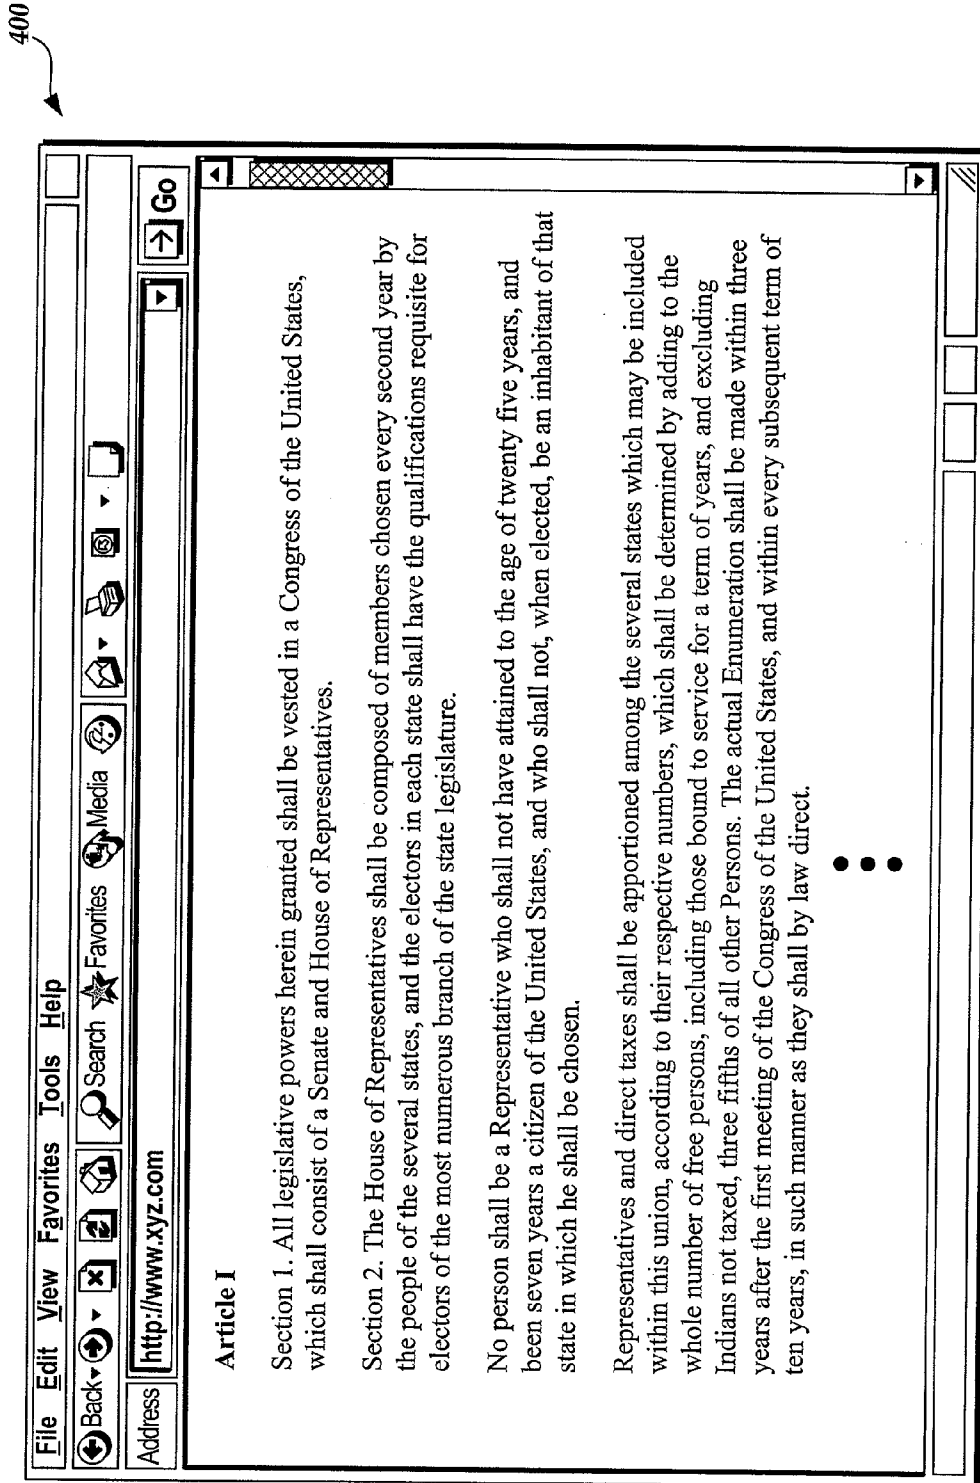 400
File Edit View Favorites Tools Help
Back Search Favorites Media
Address http://www.xyz.com Go
Article I
Section 1. All legislative powers herein granted shall be vested in a Congress of the United States,
which shall consist of a Senate and House of Representatives.
Section 2. The House of Representatives shall be composed of members chosen every second year by
the people of the several states, and the electors in each state shall have the qualifications requisite for
electors of the most numerous branch of the state legislature.
No person shall be a Representative who shall not have attained to the age of twenty five years, and
been seven years a citizen of the United States, and who shall not, when elected, be an inhabitant of that
state in which he shall be chosen.
Representatives and direct taxes shall be apportioned among the several states which may be included
within this union, according to their respective numbers, which shall be determined by adding to the
whole number of free persons, including those bound to service for a term of years, and excluding
Indians not taxed, three fifths of all other Persons. The actual Enumeration shall be made within three
years after the first meeting of the Congress of the United States, and within every subsequent term of
ten years, in such manner as they shall by law direct.